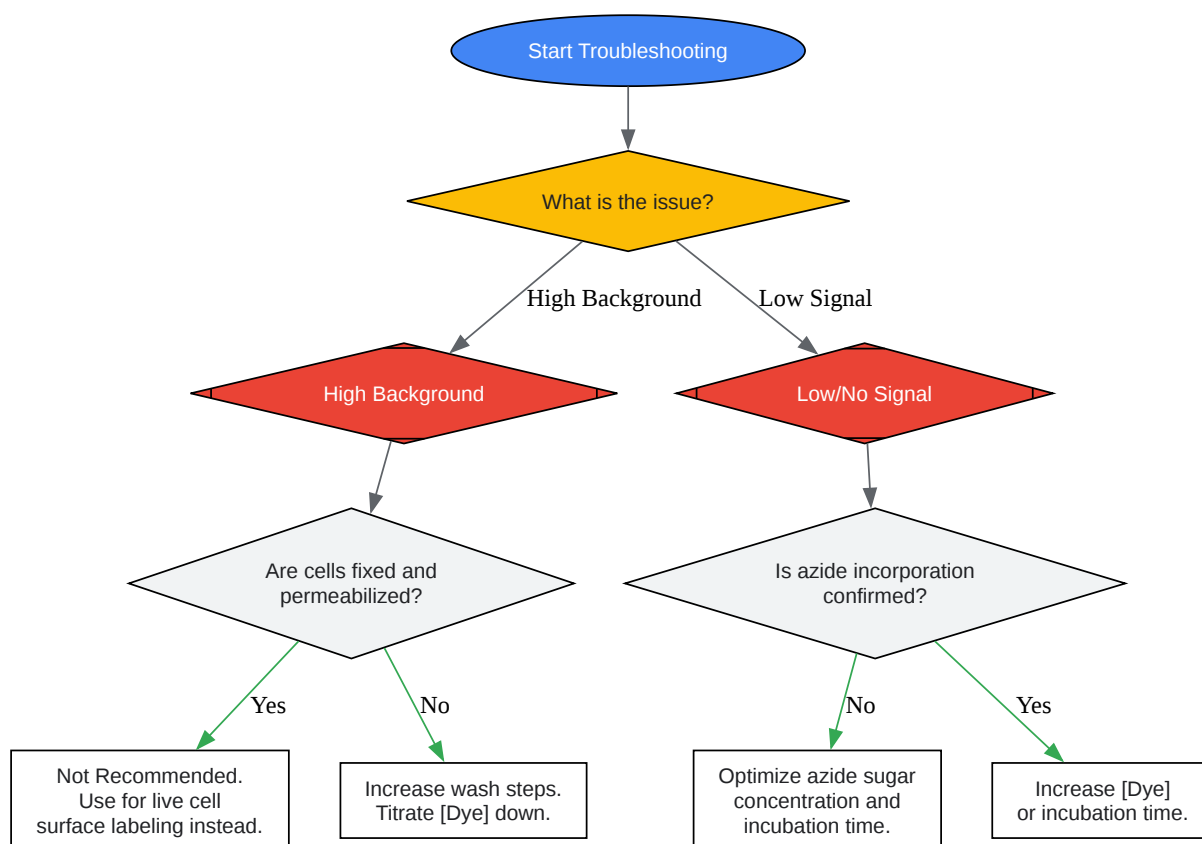 Start Troubleshooting
What is the issue?
High Background
Low Signal
High Background
Low/No Signal
Are cells fixed and
permeabilized?
Is azide incorporation
confirmed?
Yes
No
No
Yes
Not Recommended.
Use for live cell
surface labeling instead.
Increase wash steps.
Titrate [Dye] down.
Optimize azide sugar
concentration and
incubation time.
Increase [Dye]
or incubation time.